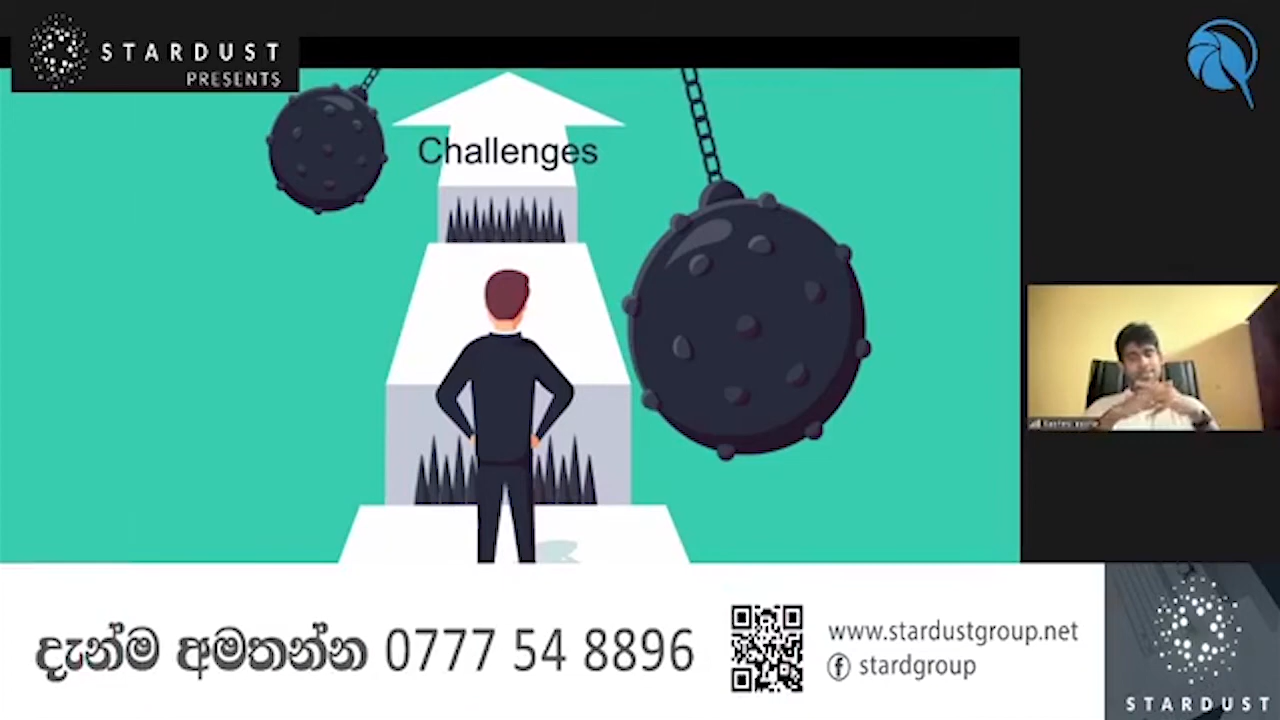 STARDUST
PRESENTS
Challenges
දැන්ම අමතන්න 0777 54 8896
www.stardustgroup.net
stardgroup
STARDUST